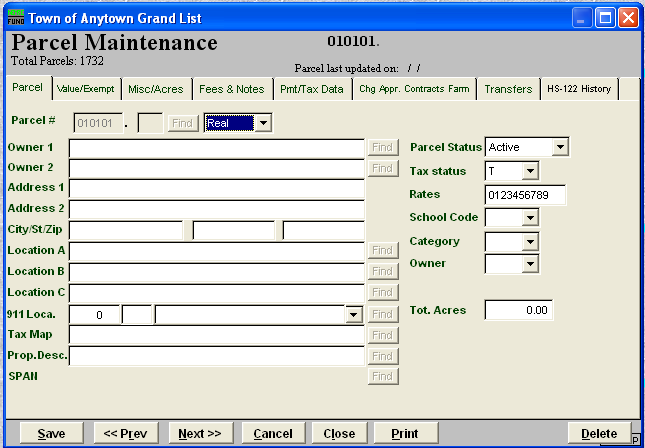 FUND Town of Anytown Grand List
Parcel Maintenance 010101.
Total Parcels: 1732
Parcel last updated on: / /
Parcel Value/Exempt Misc/Acres Fees & Notes Pmt/Tax Data Chg Appr. Contracts Farm Transfers HS-122 History
Parcel # 010101 . Find Real
Owner 1 Find Parcel Status Active
Owner 2 Find Tax status T
Address 1 Rates 0123456789
Address 2 School Code
City/St/Zip
Location A Find Category
Location B Find Owner
Location C Find
911 Loca. 0 Find Tot. Acres 0.00
Tax Map Find
Prop.Desc. Find
SPAN Find
Save << Prev Next >> Cancel Close Print Delete